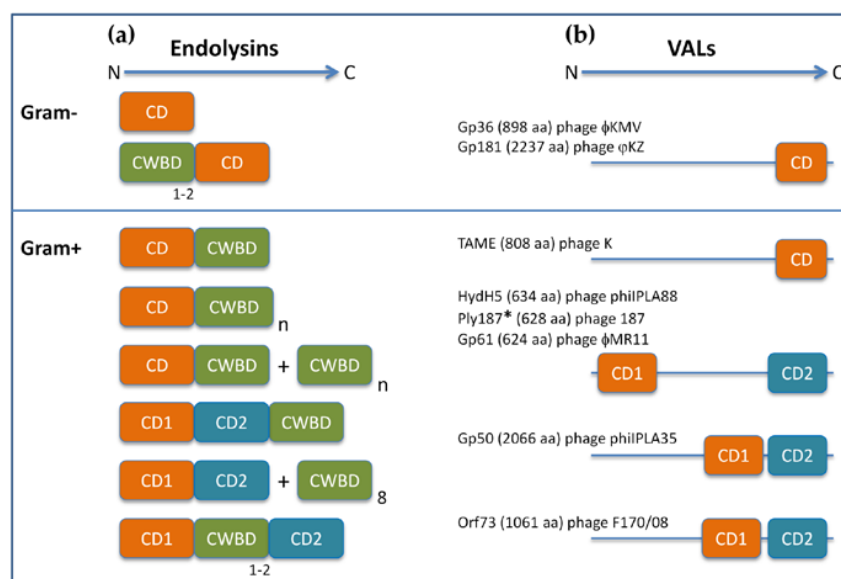 (a)
Endolysins
N C
Gram-
CD
CWBD CD
1-2
Gram+
CD CWBD
CD CWBD n
CD CWBD + CWBD n
CD1 CD2 CWBD
CD1 CD2 + CWBD 8
CD1 CWBD CD2
1-2
(b)
VALs
N C
Gp36 (898 aa) phage ϕKMV
Gp181 (2237 aa) phage φKZ
CD
TAME (808 aa) phage K
CD
HydH5 (634 aa) phage philPLA88
Ply187* (628 aa) phage 187
Gp61 (624 aa) phage ϕMR11
CD1 CD2
Gp50 (2066 aa) phage philPLA35
CD1 CD2
Orf73 (1061 aa) phage F170/08
CD1 CD2